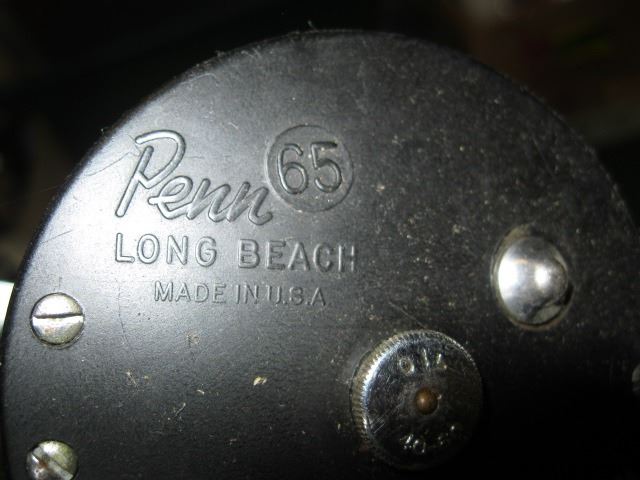 Penn 65
LONG BEACH
MADE IN U.S.A
OIL